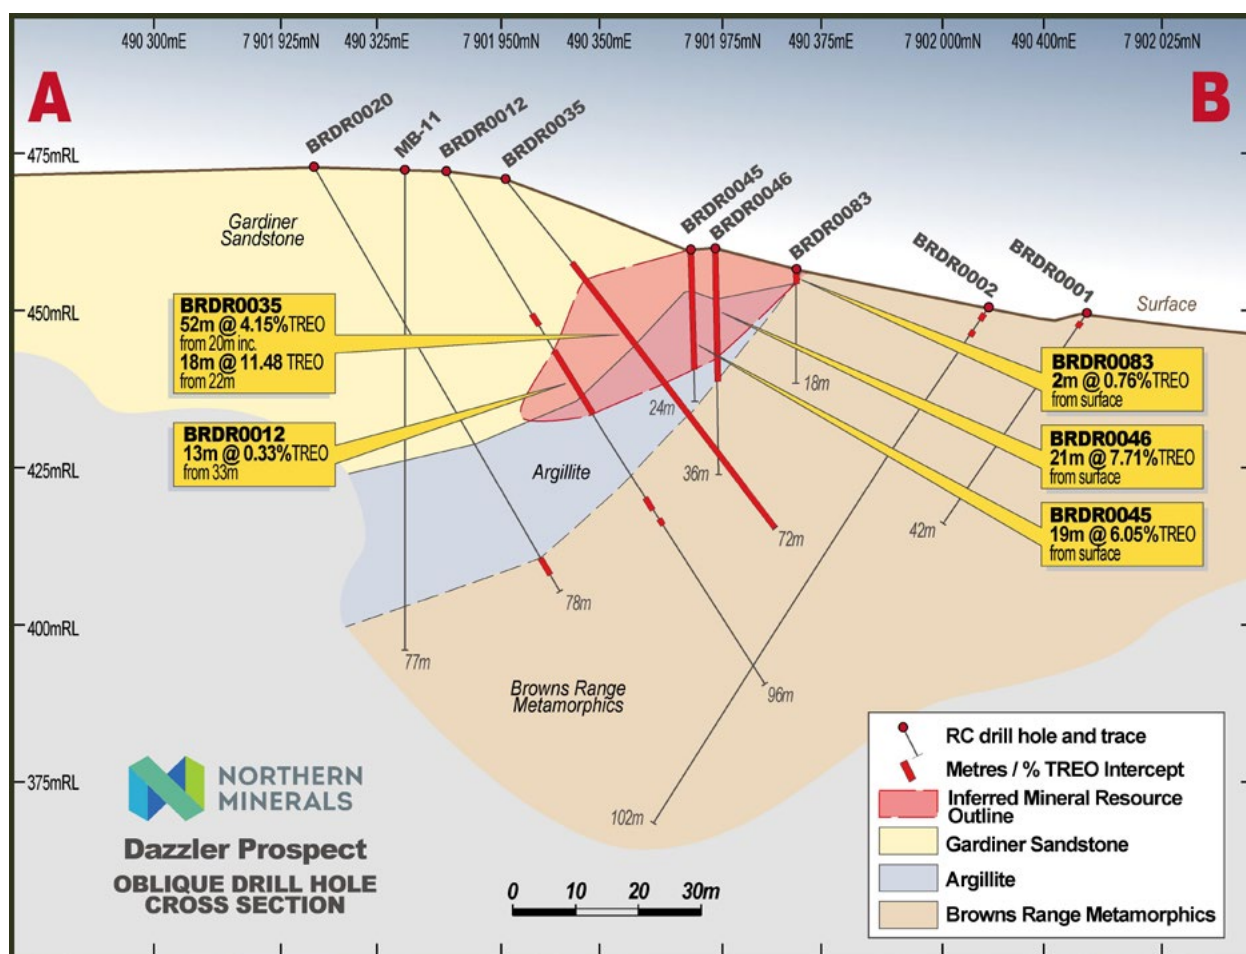 490 300mE 7 901 925mN 490 325mE 7 901 950mN 490 350mE 7 901 975mN 490 375mE 7 902 000mN 490 400mE 7 902 025mN
A
B
BRDR0020
MB-11
BRDR0012
BRDR0035
BRDR0045
BRDR0046
BRDR0083
BRDR0002
BRDR0001
475mRL
450mRL
425mRL
400mRL
375mRL
Gardiner
Sandstone
Surface
BRDR0035
52m @ 4.15%TREO
from 20m inc.
18m @ 11.48 TREO
from 22m
BRDR0012
13m @ 0.33%TREO
from 33m
BRDR0083
2m @ 0.76%TREO
from surface
BRDR0046
21m @ 7.71%TREO
from surface
BRDR0045
19m @ 6.05%TREO
from surface
18m
24m
36m
42m
72m
78m
77m
96m
102m
Argillite
Browns Range
Metamorphics
NORTHERN
MINERALS
Dazzler Prospect
OBLIQUE DRILL HOLE
CROSS SECTION
0 10 20 30m
RC drill hole and trace
Metres / % TREO Intercept
Inferred Mineral Resource
Outline
Gardiner Sandstone
Argillite
Browns Range Metamorphics